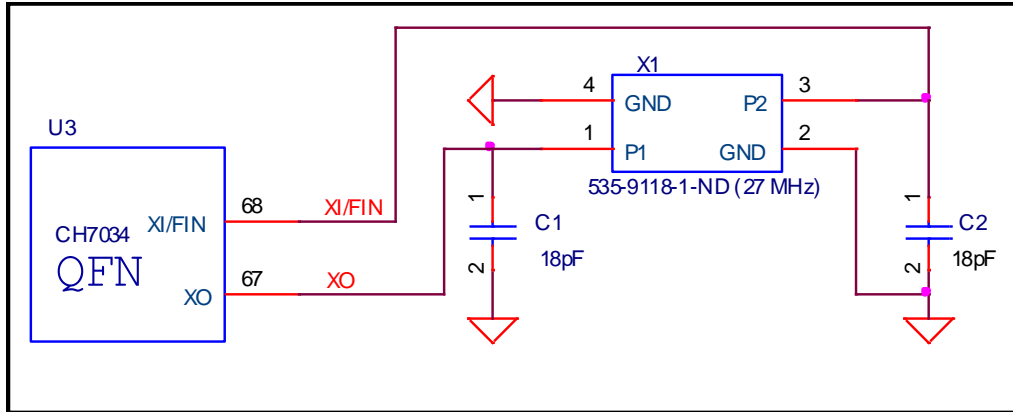 X1
4
GND
P2
3
U3
1
P1
GND
2
535-9118-1-ND (27 MHz)
68
XI/FIN
XI/FIN
1
C1
1
C2
CH7034
QFN
18pF
18pF
2
2
67
XO
XO